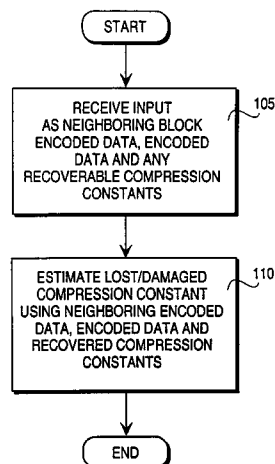 START
105
RECEIVE INPUT
AS NEIGHBORING BLOCK
ENCODED DATA, ENCODED
DATA AND ANY
RECOVERABLE COMPRESSION
CONSTANTS
110
ESTIMATE LOST/DAMAGED
COMPRESSION CONSTANT
USING NEIGHBORING ENCODED
DATA, ENCODED DATA AND
RECOVERED COMPRESSION
CONSTANTS
END